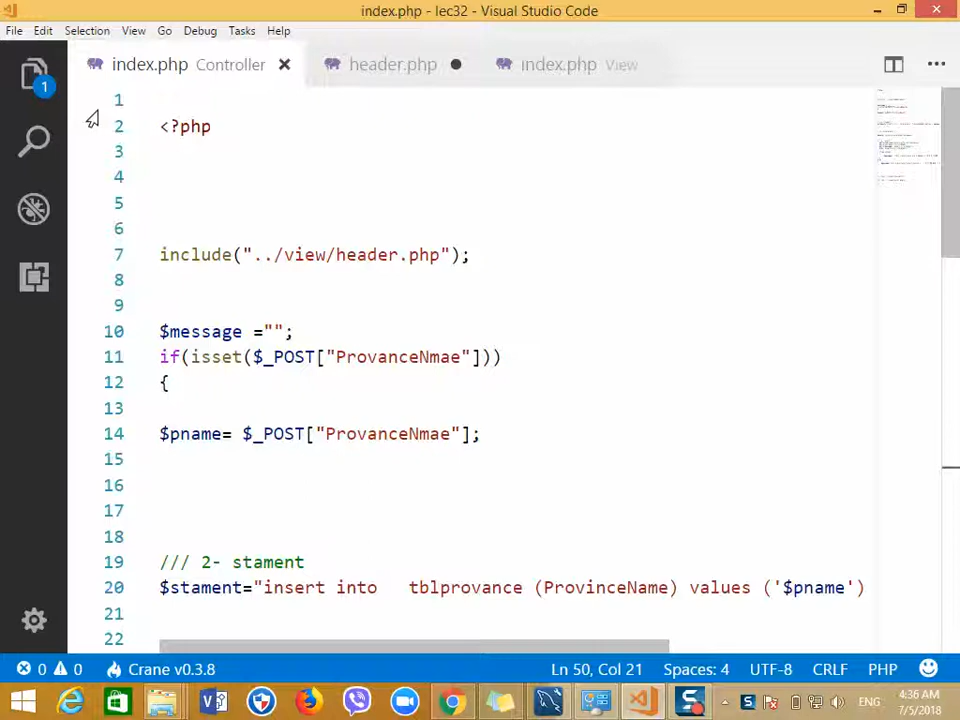 index.php - lec32 - Visual Studio Code
File Edit Selection View Go Debug Tasks Help
index.php Controller header.php index.php View
1
1
2 <?php
3
4
5
6
7 include("../view/header.php");
8
9
10 $message ="";
11 if(isset($_POST["ProvanceNmae"]))
12 {
13
14 $pname= $_POST["ProvanceNmae"];
15
16
17
18
19 /// 2- stament
20 $stament="insert into tblprovance (ProvinceName) values ('$pname')
21
22
0 0 Crane v0.3.8 Ln 50, Col 21 Spaces: 4 UTF-8 CRLF PHP
ENG 4:36 AM
7/5/2018